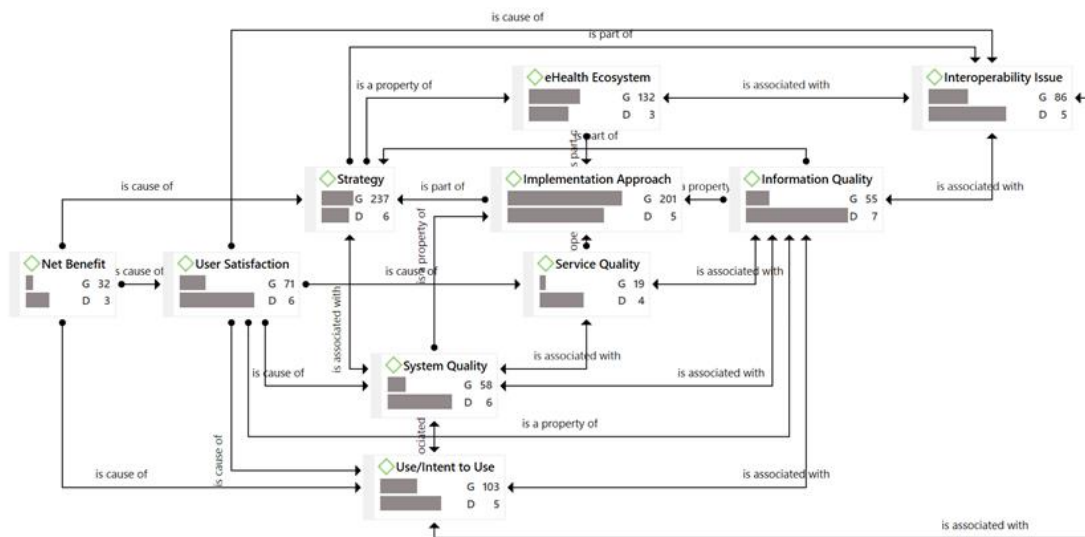 is cause of
is part of
eHealth Ecosystem
G 132
D 3
Interoperability Issue
G 86
D 5
is a property of
is associated with
is part of
s part c
Strategy
G 237
D 6
Implementation Approach
G 201
D 5
Information Quality
G 55
D 7
is cause of
is part of
a property
is associated with
is a property of
ope
Net Benefit
G 32
D 3
is cause of
User Satisfaction
G 71
D 6
is cause of
Service Quality
G 19
D 4
is associated with
is associated with
System Quality
G 58
D 6
is cause of
is associated with
is associated with
is a property of
ociated
is cause of
is cause of
Use/Intent to Use
G 103
D 5
is associated with
is associated with